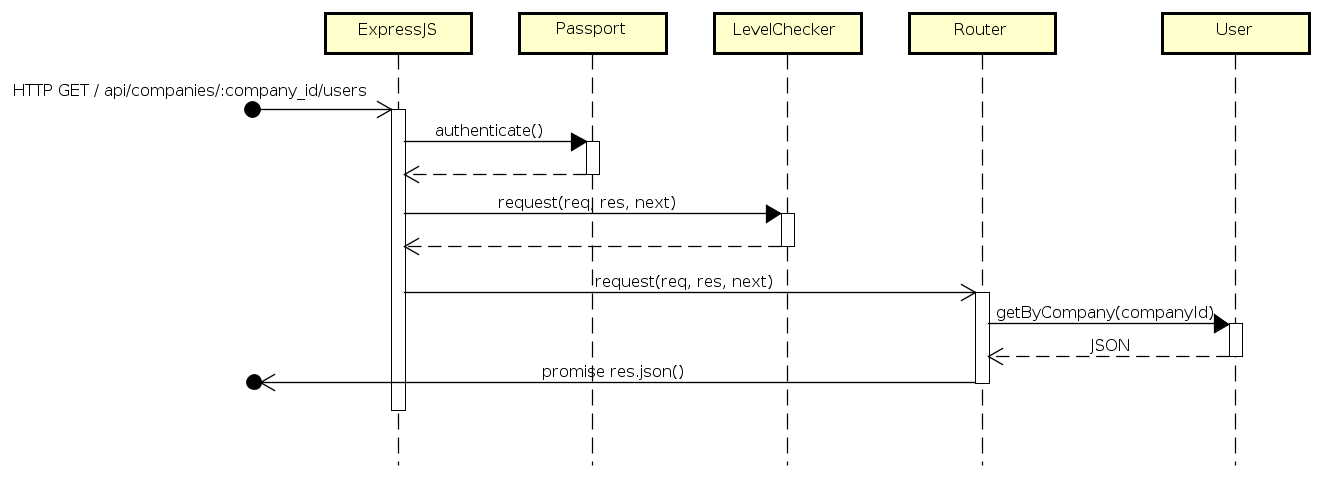 ExpressJS
Passport
LevelChecker
Router
User
HTTP GET / api/companies/:company_id/users
authenticate()
request(req, res, next)
request(req, res, next)
getByCompany(companyId)
JSON
promise res.json()